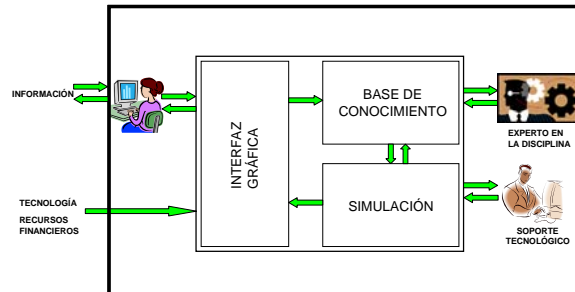 INFORMACIÓN
TECNOLOGÍA
RECURSOS
FINANCIEROS
INTERFAZ
GRÁFICA
BASE DE
CONOCIMIENTO
SIMULACIÓN
EXPERTO EN
LA DISCIPLINA
SOPORTE
TECNOLÓGICO